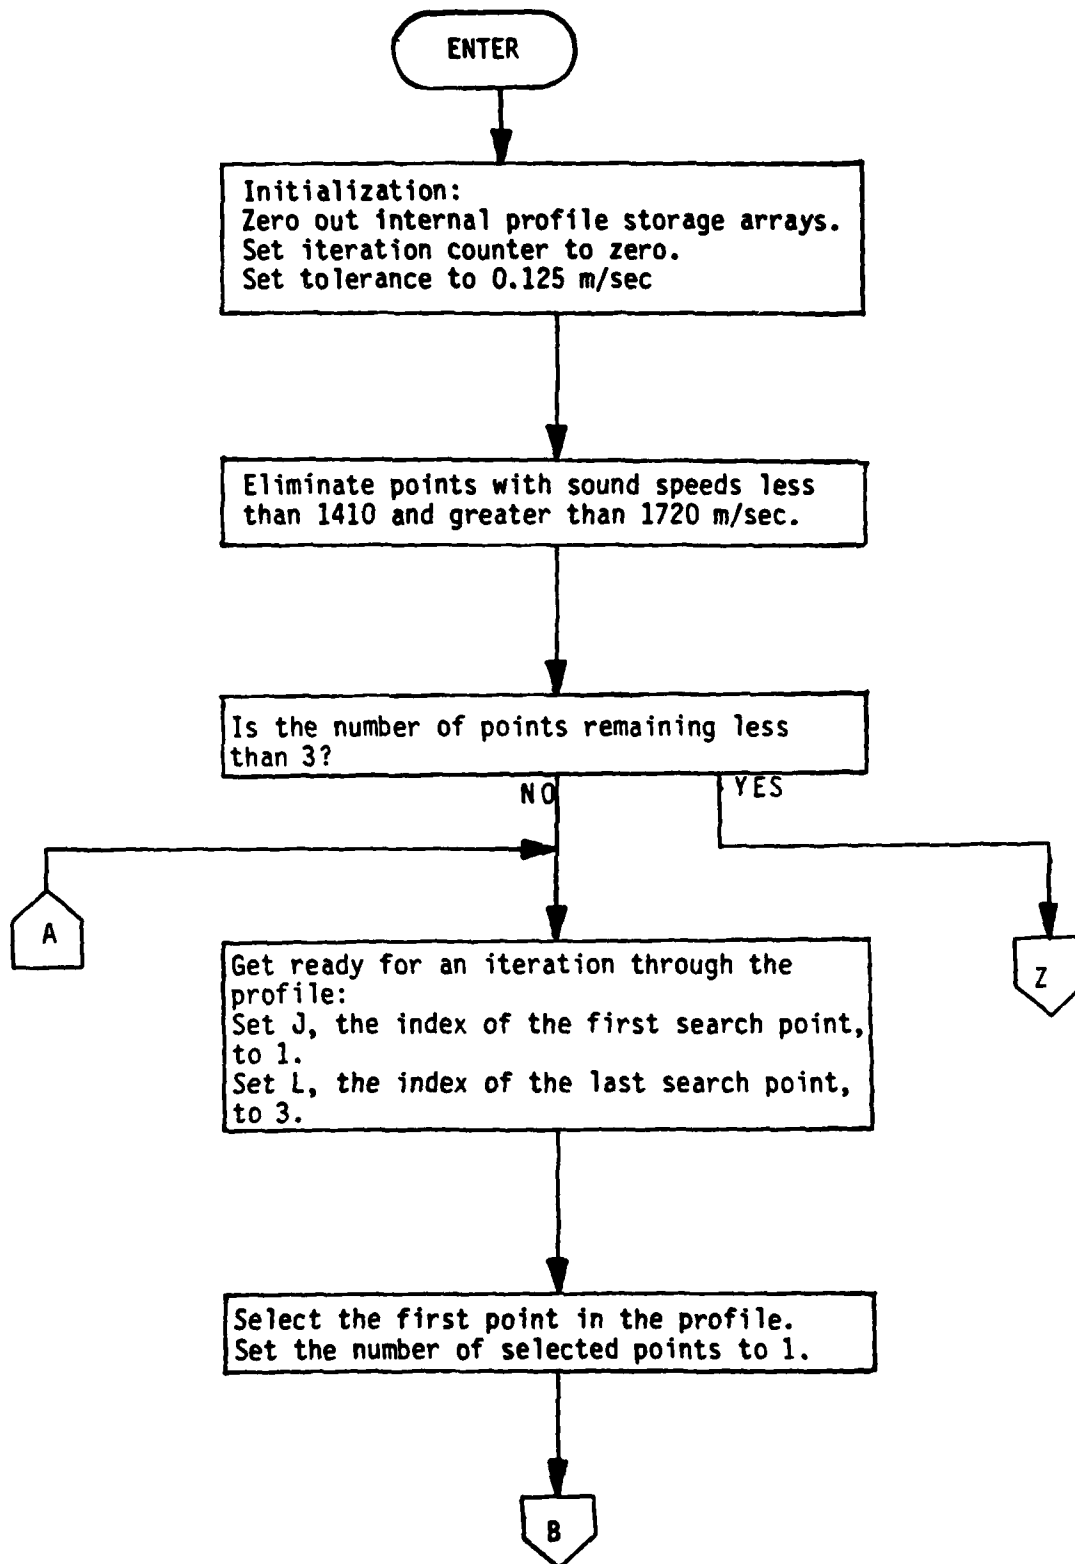 ENTER
Initialization:
Zero out internal profile storage arrays.
Set iteration counter to zero.
Set tolerance to 0.125 m/sec
Eliminate points with sound speeds less
than 1410 and greater than 1720 m/sec.
Is the number of points remaining less
than 3?
NO
YES
A
Z
Get ready for an iteration through the
profile:
Set J, the index of the first search point,
to 1.
Set L, the index of the last search point,
to 3.
Select the first point in the profile.
Set the number of selected points to 1.
B